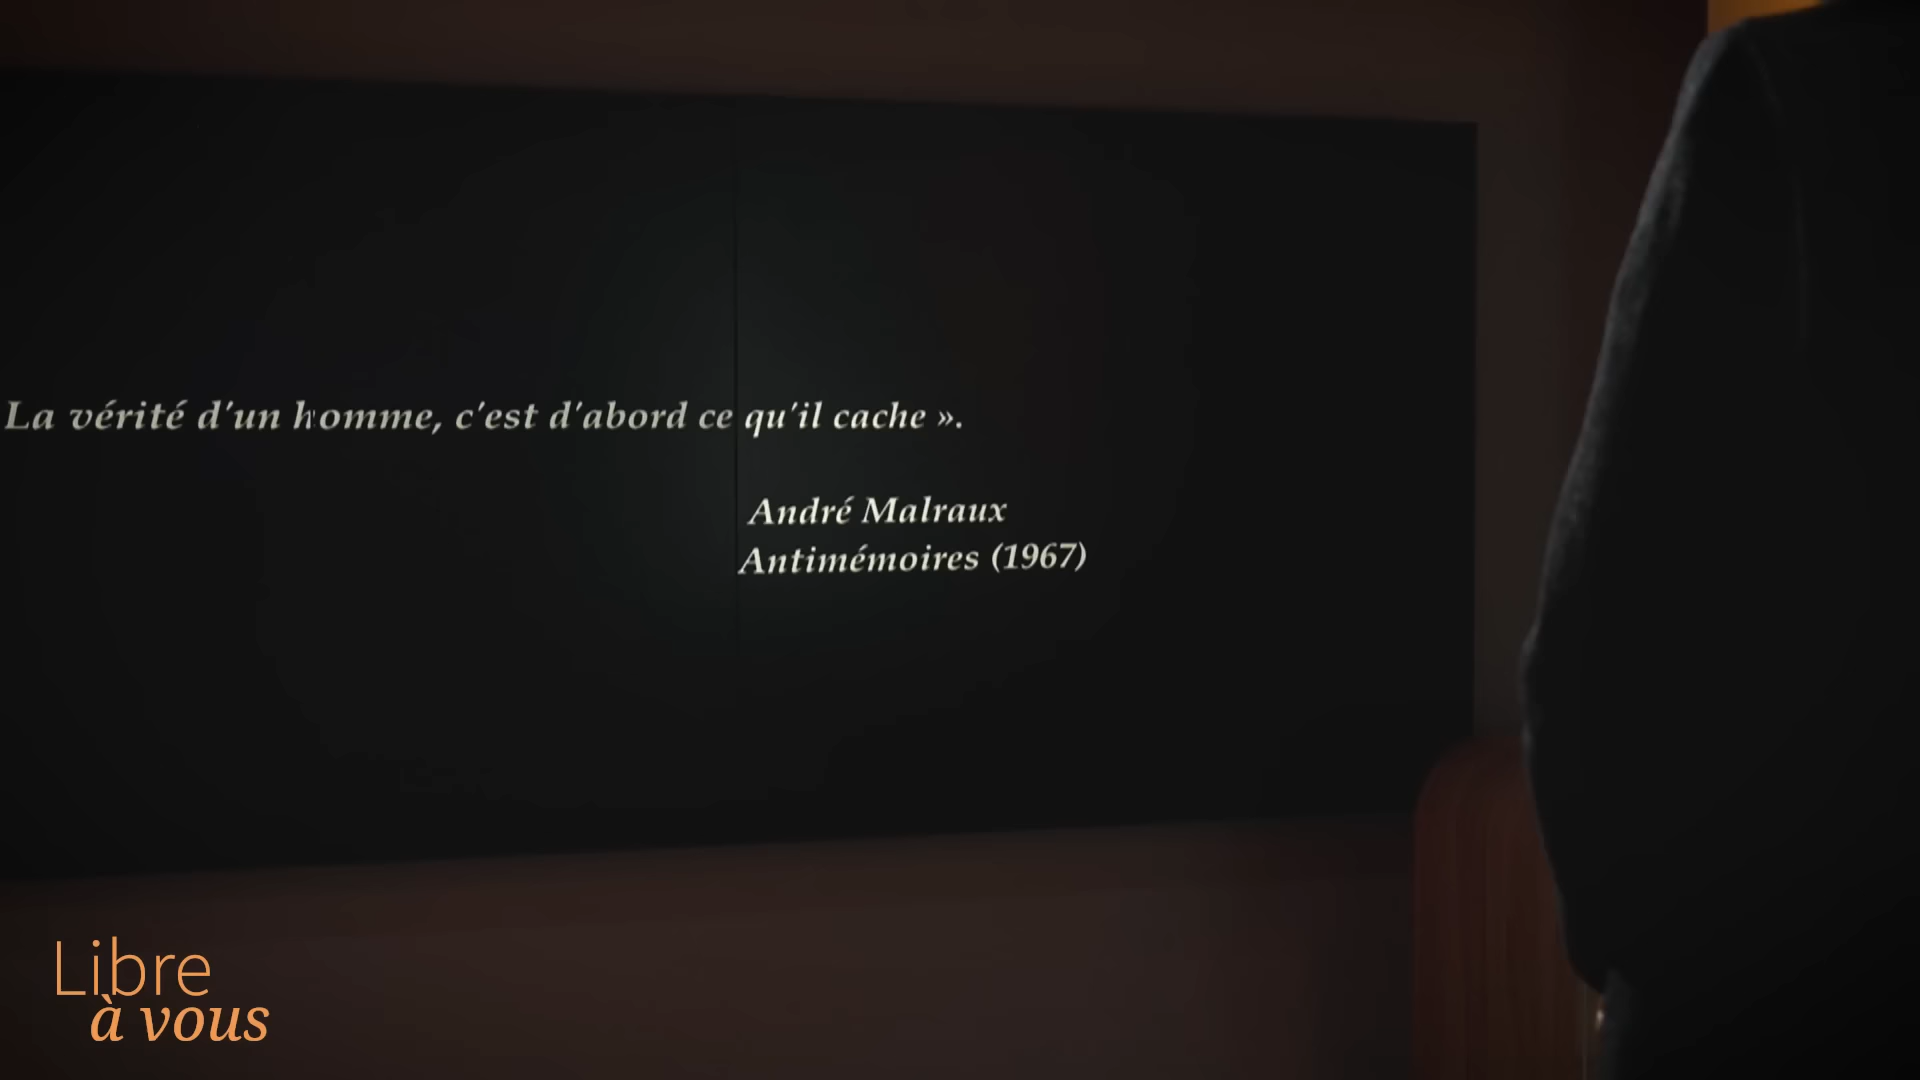 La vérité d'un homme, c'est d'abord ce qu'il cache ».
André Malraux
Antimémoires (1967)
Libre
à vous